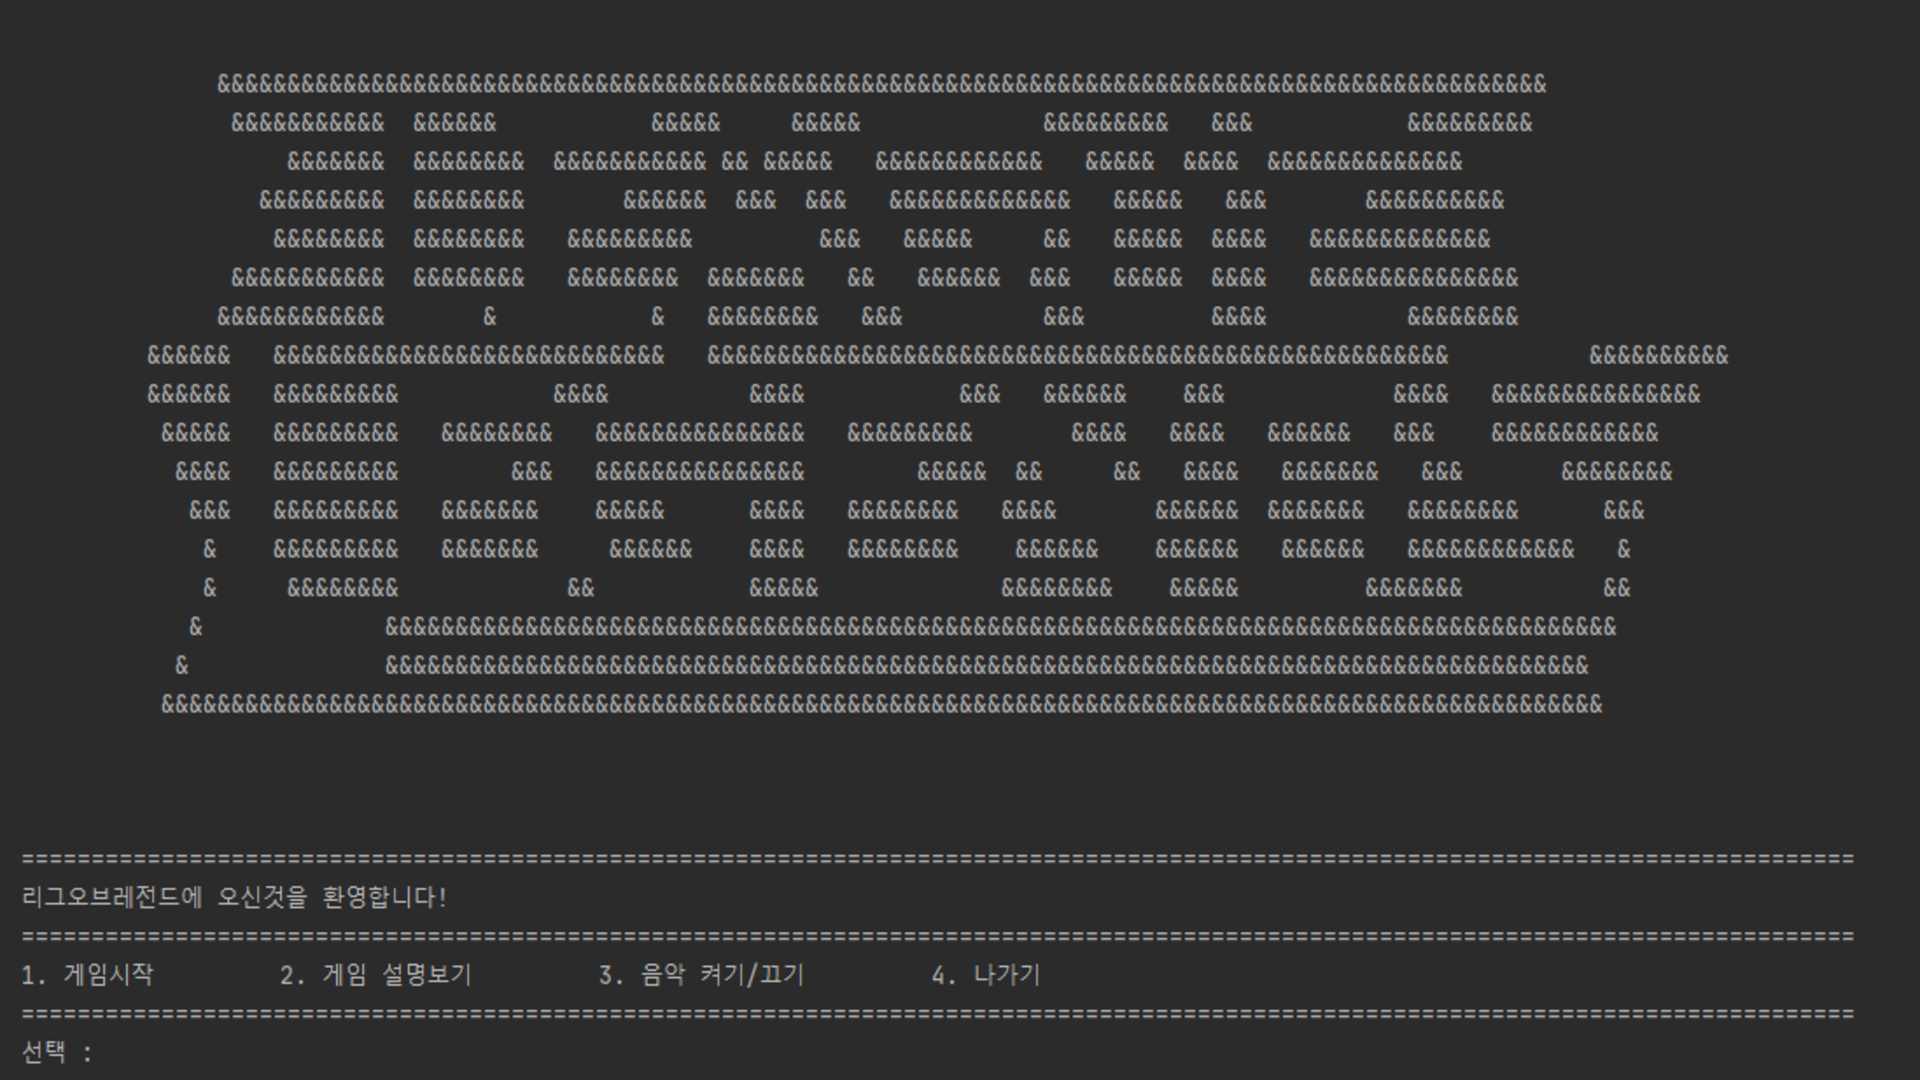 LEAGUE
LEGENDS
리그오브레전드에 오신것을 환영합니다!
1. 게임시작 2. 게임 설명보기 3. 음악 켜기/끄기 4. 나가기
선택 :